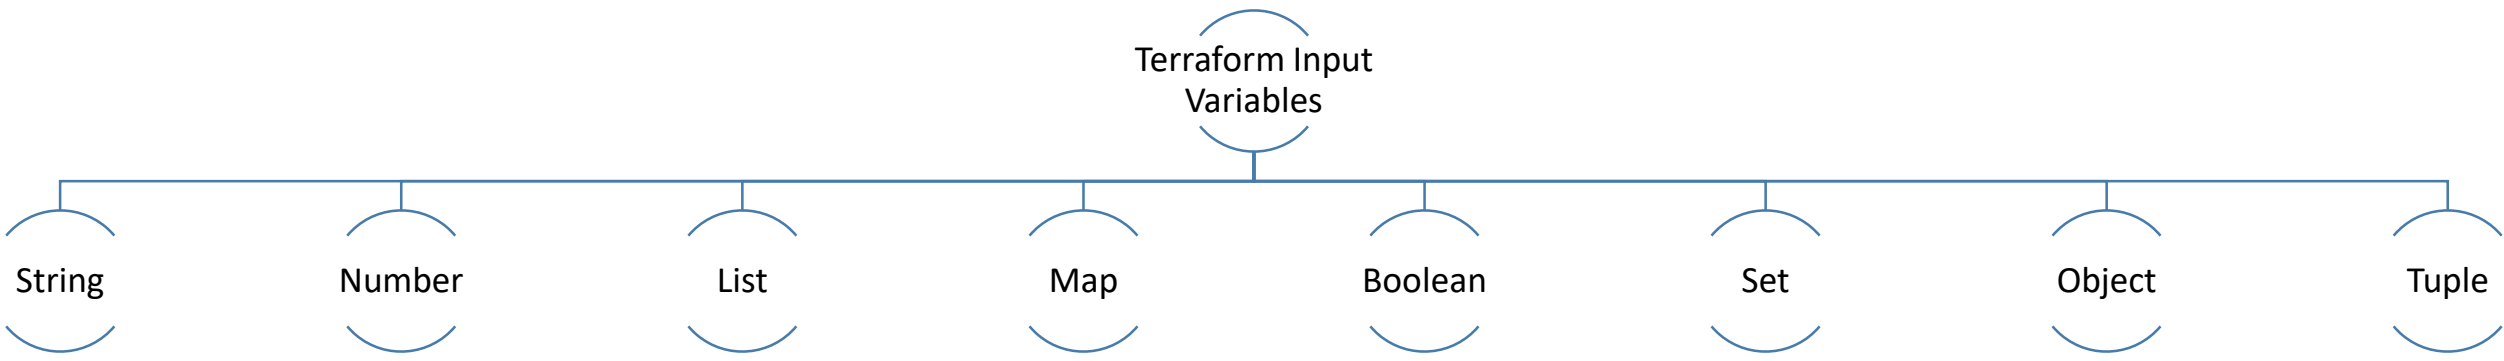 Terraform Input
Variables
String
Number
List
Map
Boolean
Set
Object
Tuple